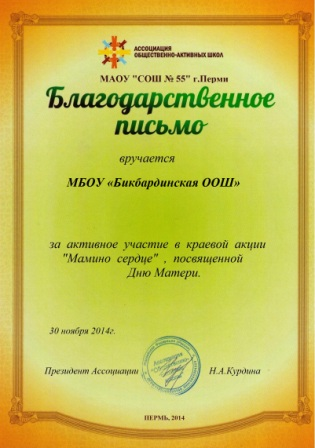 АССОЦИАЦИЯ
ОБЩЕСТВЕННО-АКТИВНЫХ ШКОЛ
МАОУ "СОШ № 55" г.Перми
Благодарственное
письмо
вручается
МБОУ «Бикбардинская ООШ»
за активное участие в краевой акции
"Мамино сердце" , посвященной
Дню Матери.
30 ноября 2014г.
Президент Ассоциации Н.А.Курдина
ПЕРМЬ, 2014